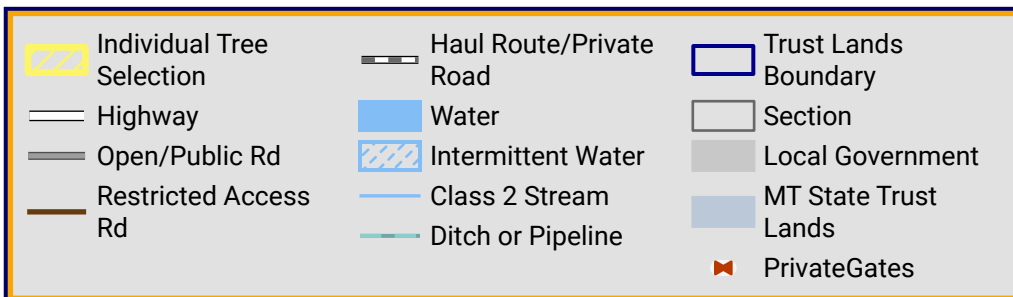 Individual Tree
Selection
Highway
Open/Public Rd
Restricted Access
Rd
Haul Route/Private
Road
Water
Intermittent Water
Class 2 Stream
Ditch or Pipeline
Trust Lands
Boundary
Section
Local Government
MT State Trust
Lands
PrivateGates